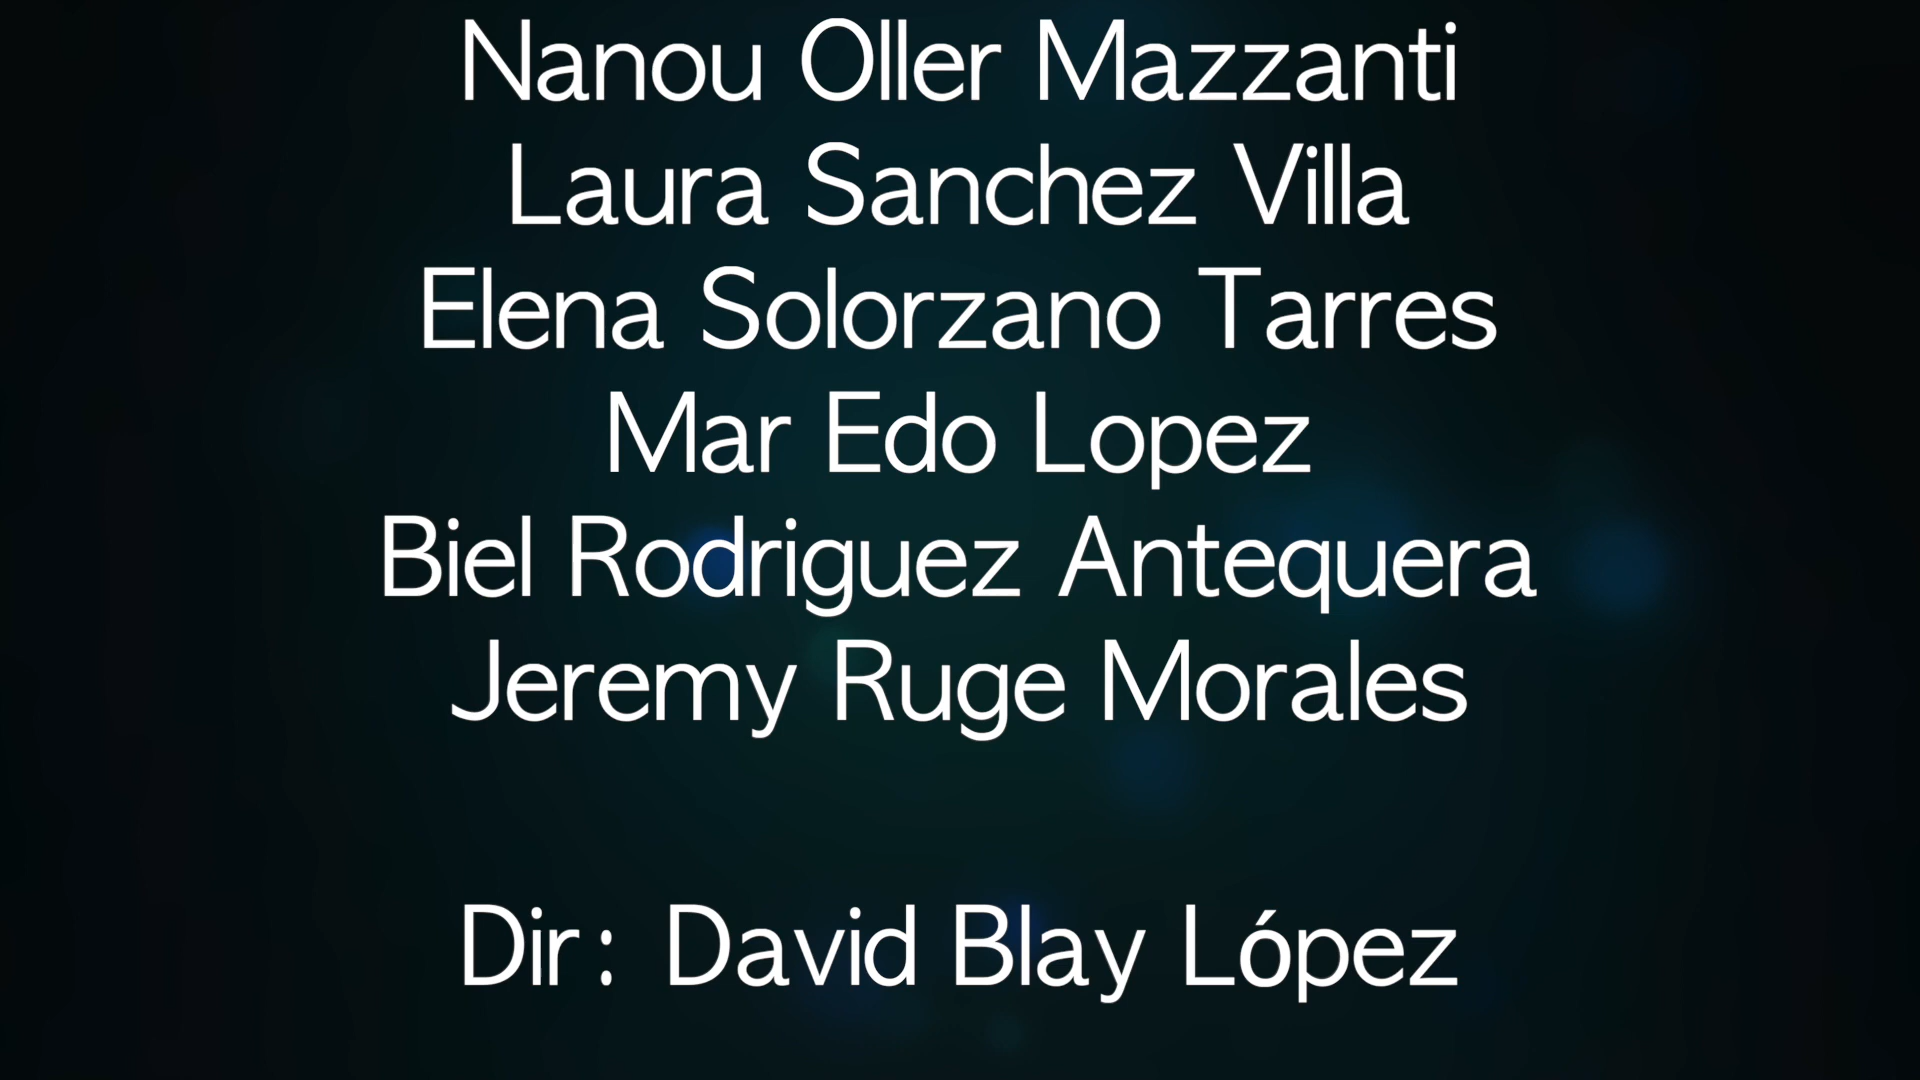 Nanou Oller Mazzanti
Laura Sanchez Villa
Elena Solorzano Tarres
Mar Edo Lopez
Biel Rodriguez Antequera
Jeremy Ruge Morales
Dir: David Blay López